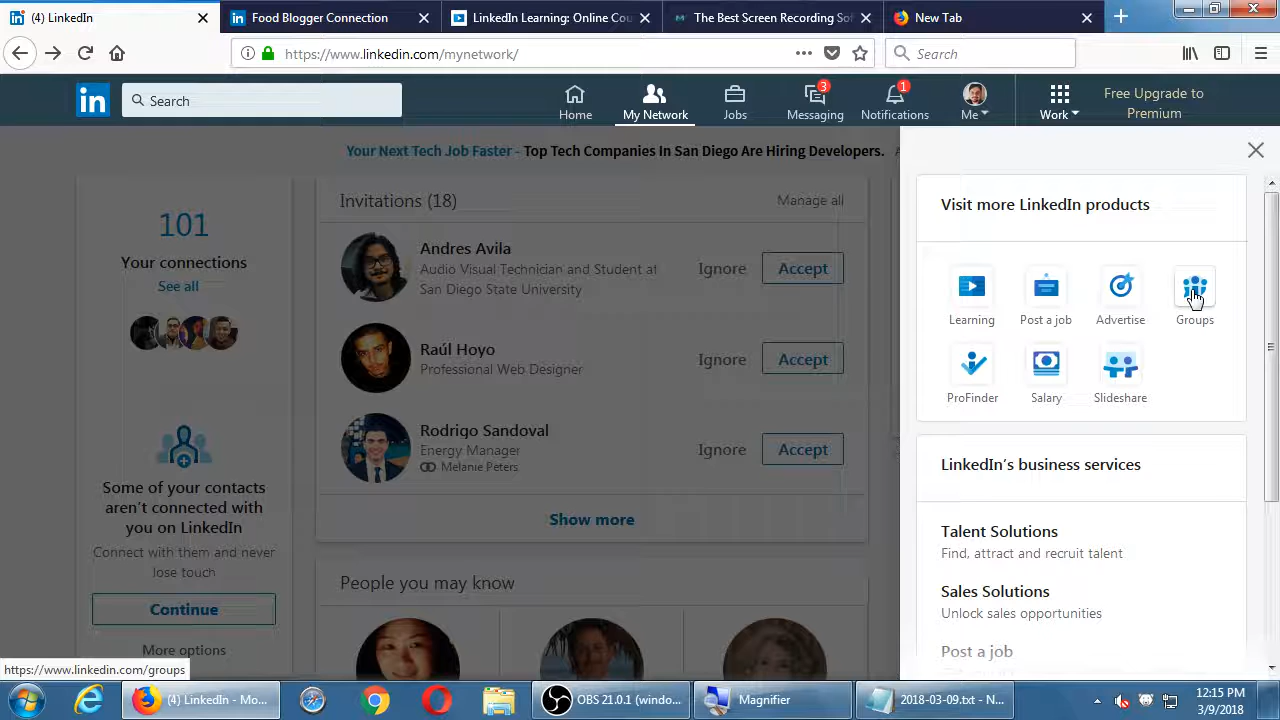 (4) LinkedIn
Food Blogger Connection
LinkedIn Learning: Online Cou
The Best Screen Recording Sof
New Tab
https://www.linkedin.com/mynetwork/
Search
in
Search
Home
My Network
Jobs
3
Messaging
1
Notifications
Me
Work
Free Upgrade to
Premium
Your Next Tech Job Faster - Top Tech Companies In San Diego Are Hiring Developers.
101
Your connections
See all
Some of your contacts
aren't connected with
you on LinkedIn
Connect with them and never
lose touch
Continue
More options
Invitations (18)
Manage all
Andres Avila
Audio Visual Technician and Student at
San Diego State University
Ignore
Accept
Raúl Hoyo
Professional Web Designer
Ignore
Accept
Rodrigo Sandoval
Energy Manager
Melanie Peters
Ignore
Accept
Show more
People you may know
Visit more LinkedIn products
Learning
Post a job
Advertise
Groups
ProFinder
Salary
Slideshare
LinkedIn's business services
Talent Solutions
Find, attract and recruit talent
Sales Solutions
Unlock sales opportunities
Post a job
https://www.linkedin.com/groups
(4) LinkedIn - Mo...
OBS 21.0.1 (windo...
Magnifier
2018-03-09.txt - N...
12:15 PM
3/9/2018